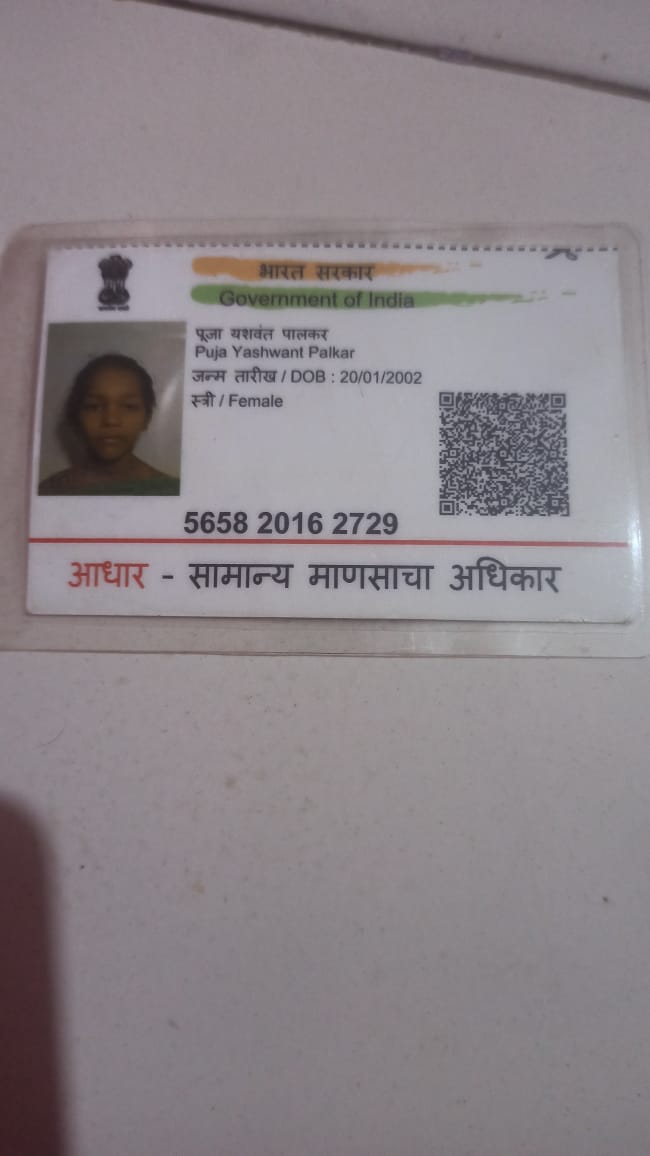 भारत सरकार
Government of India
पूजा यशवंत पालकर
Puja Yashwant Palkar
जन्म तारीख / DOB : 20/01/2002
स्त्री / Female
5658 2016 2729
आधार - सामान्य माणसाचा अधिकार